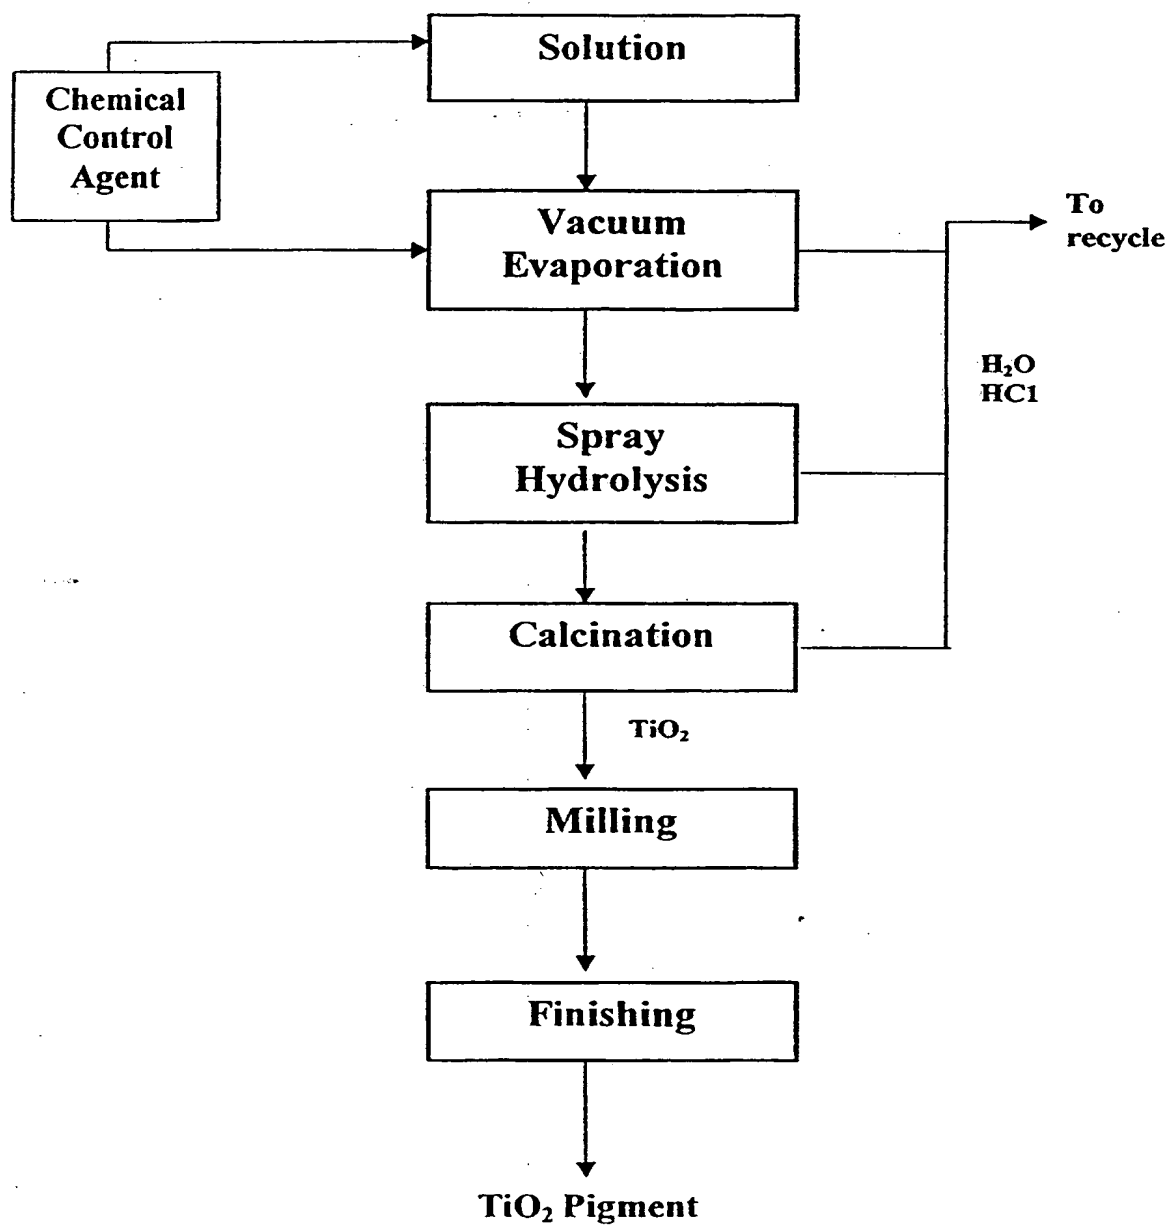 Solution
Chemical
Control
Agent
Vacuum
Evaporation
To
recycle
H₂O
HC1
Spray
Hydrolysis
Calcination
TiO₂
Milling
Finishing
TiO₂ Pigment